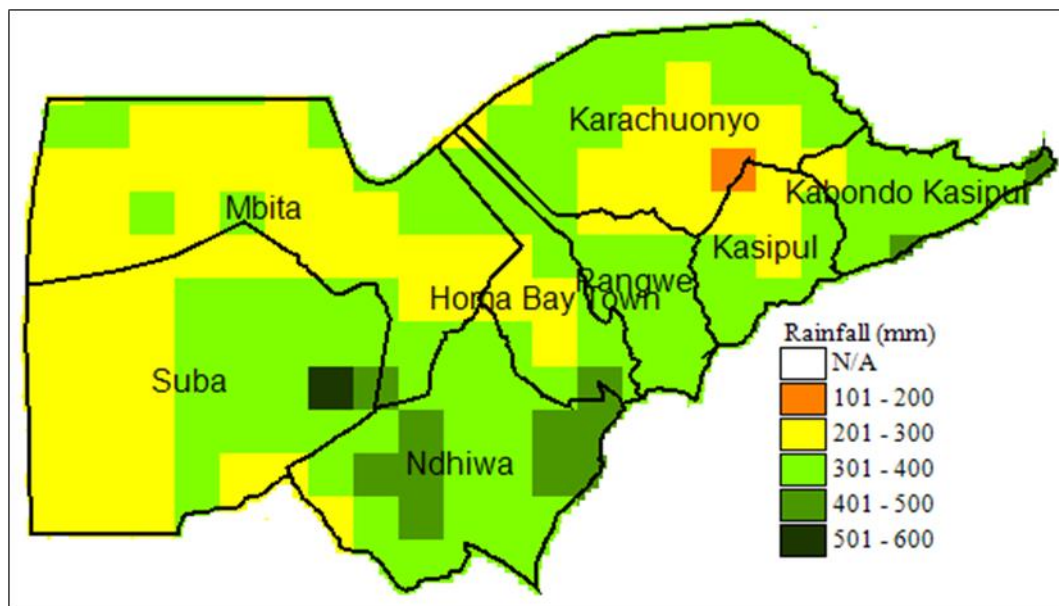 Karachuonyo
Kabondo Kasipul
Mbita
Kasipul
Rangwe
Homa Bay Town
Suba
Ndhiwa
Rainfall (mm)
N/A
101 - 200
201 - 300
301 - 400
401 - 500
501 - 600